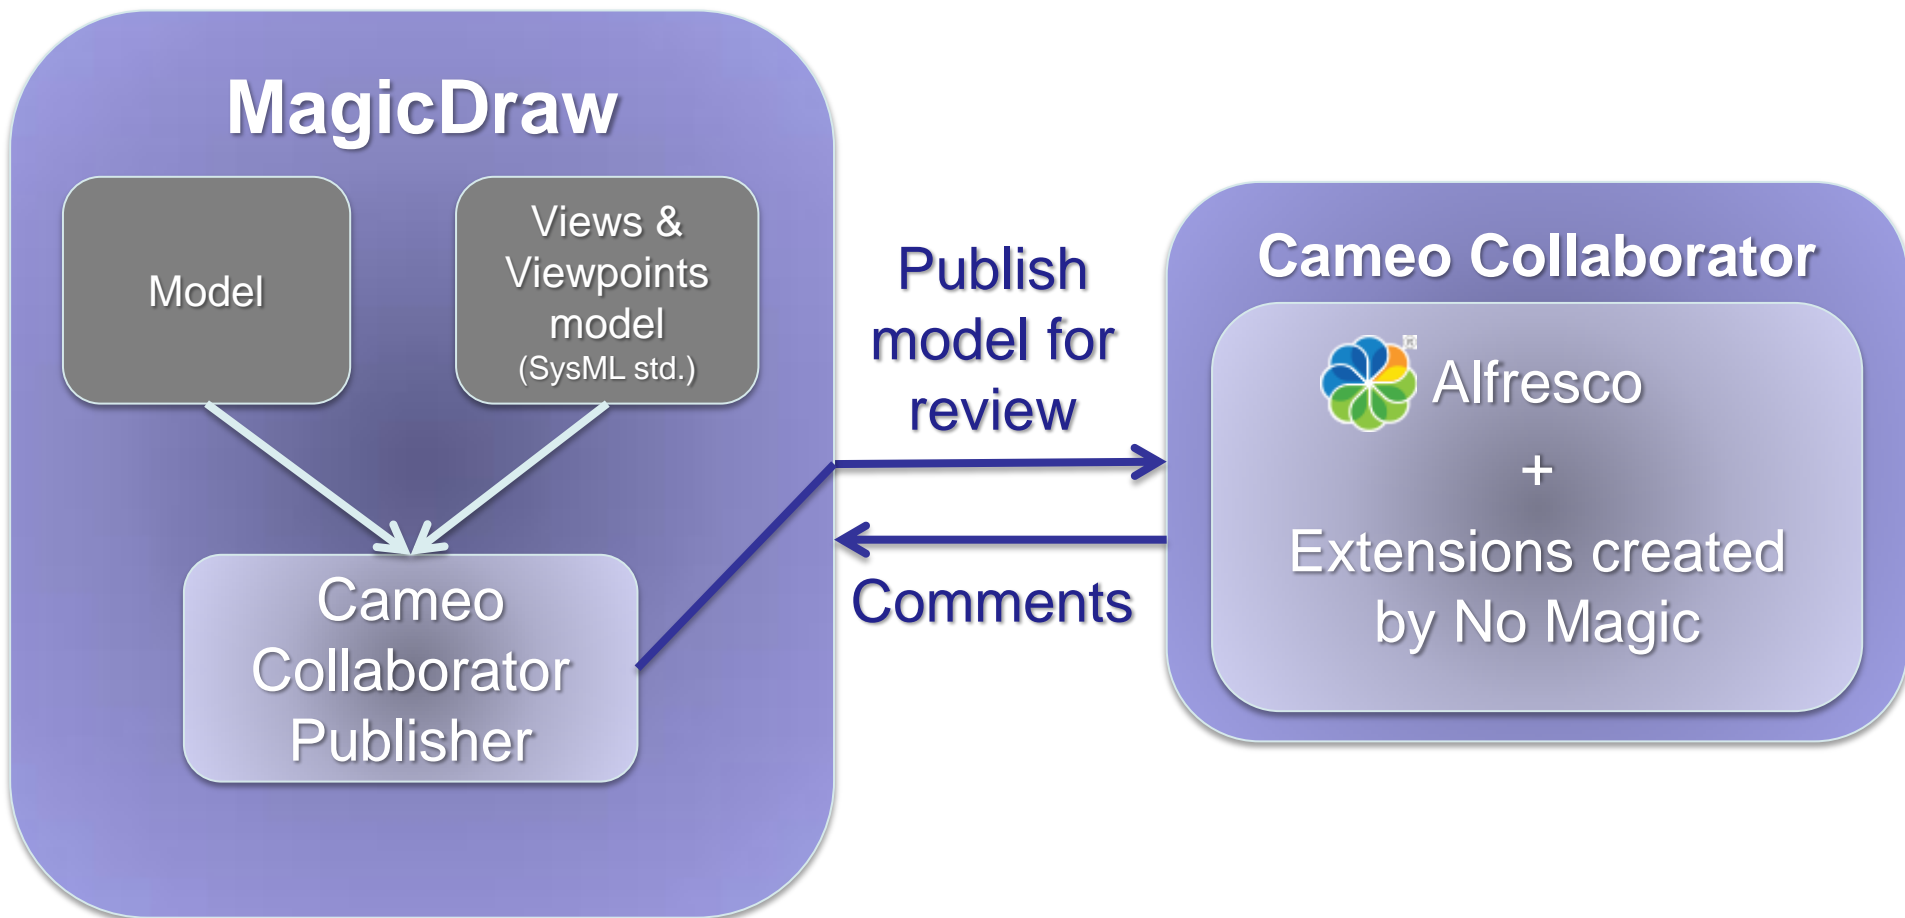 MagicDraw
Model
Views &
Viewpoints
model
(SysML std.)
Cameo
Collaborator
Publisher
Publish
model for
review
Comments
Cameo Collaborator
Alfresco
+
Extensions created
by No Magic